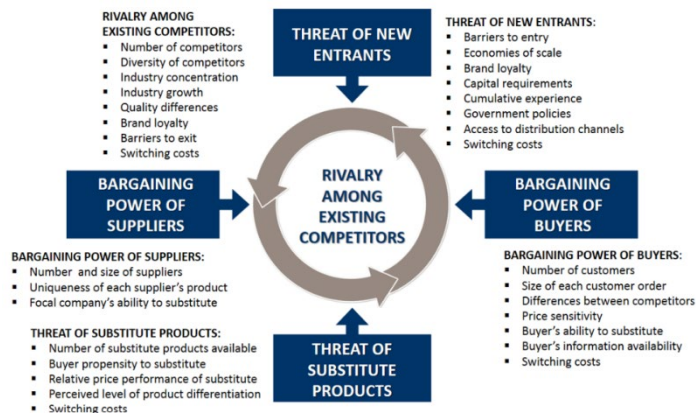 RIVALRY AMONG
EXISTING COMPETITORS:
▪ Number of competitors
▪ Diversity of competitors
▪ Industry concentration
▪ Industry growth
▪ Quality differences
▪ Brand loyalty
▪ Barriers to exit
▪ Switching costs
THREAT OF NEW
ENTRANTS
THREAT OF NEW ENTRANTS:
▪ Barriers to entry
▪ Economies of scale
▪ Brand loyalty
▪ Capital requirements
▪ Cumulative experience
▪ Government policies
▪ Access to distribution channels
▪ Switching costs
BARGAINING
POWER OF
SUPPLIERS
RIVALRY
AMONG
EXISTING
COMPETITORS
BARGAINING
POWER OF
BUYERS
BARGAINING POWER OF SUPPLIERS:
▪ Number and size of suppliers
▪ Uniqueness of each supplier's product
▪ Focal company's ability to substitute
BARGAINING POWER OF BUYERS:
▪ Number of customers
▪ Size of each customer order
▪ Differences between competitors
▪ Price sensitivity
▪ Buyer's ability to substitute
▪ Buyer's information availability
▪ Switching costs
THREAT OF SUBSTITUTE PRODUCTS:
▪ Number of substitute products available
▪ Buyer propensity to substitute
▪ Relative price performance of substitute
▪ Perceived level of product differentiation
▪ Switching costs
THREAT OF
SUBSTITUTE
PRODUCTS